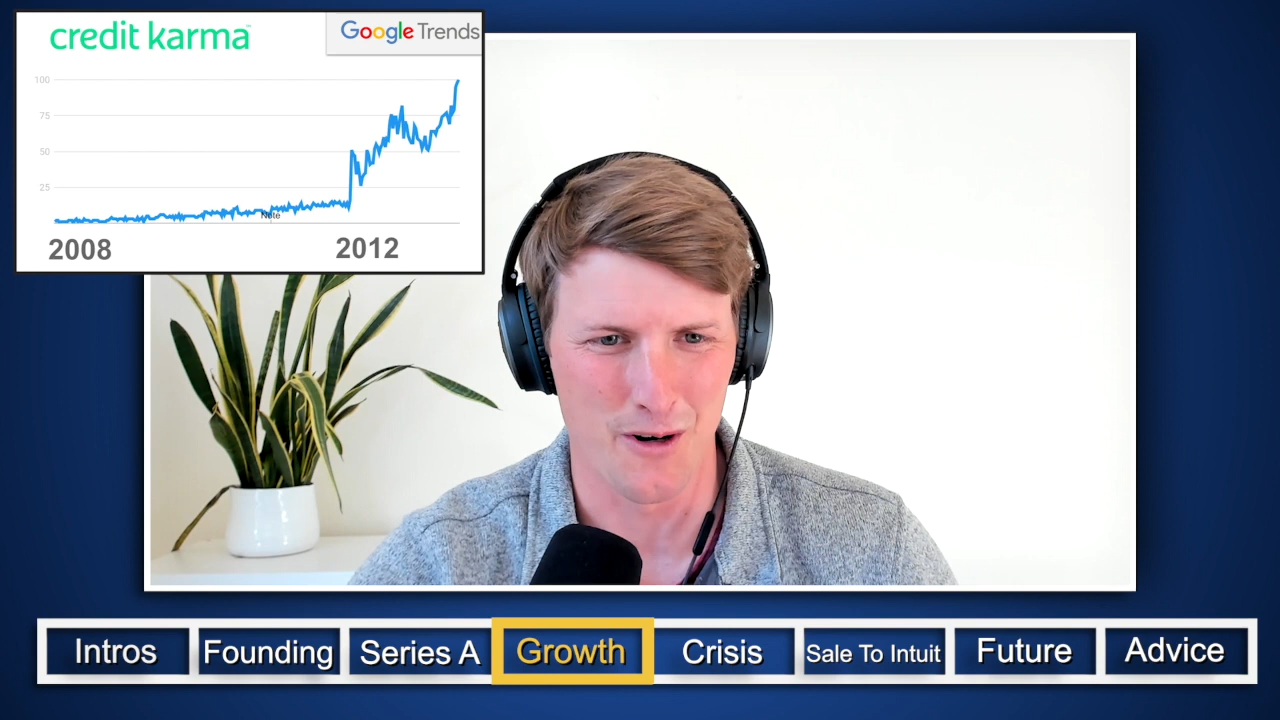 credit karma
Google Trends
100
75
50
25
Note
2008
2012
Intros
Founding
Series A
Growth
Crisis
Sale To Intuit
Future
Advice